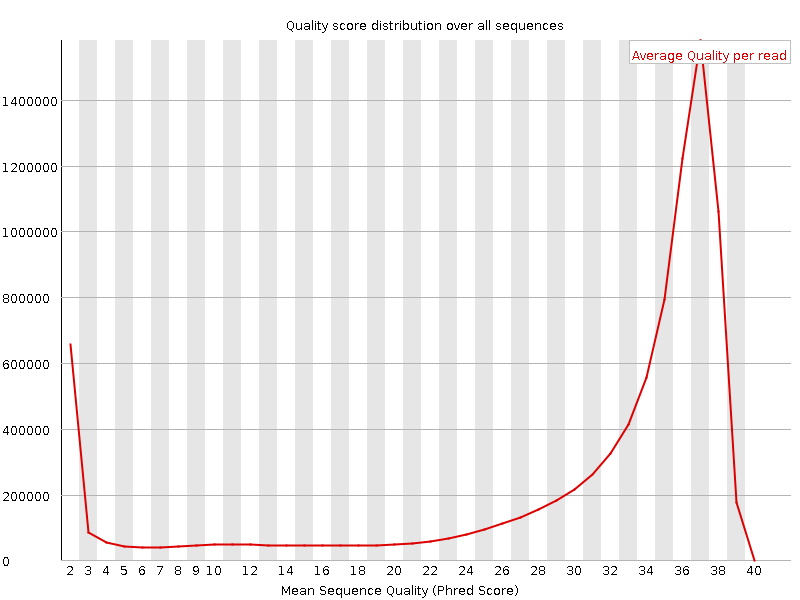 Quality score distribution over all sequences
Average Quality per read
1400000
1200000
1000000
800000
600000
400000
200000
0
2 3 4 5 6 7 8 9 10 12 14 16 18 20 22 24 26 28 30 32 34 36 38 40
Mean Sequence Quality (Phred Score)